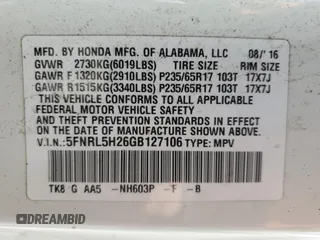 MFD. BY HONDA MFG. OF ALABAMA, LLC 08/'16
GVWR 2730KG(6019LBS) TIRE SIZE RIM SIZE
GAWR F 1320KG(2910LBS) P235/65R17 103T 17X7J
GAWR R 1515KG(3340LBS) P235/65R17 103T 17X7J
THIS VEHICLE CONFORMS TO ALL APPLICABLE
FEDERAL MOTOR VEHICLE SAFETY AND THEFT
PREVENTION STANDARDS IN EFFECT ON THE DATE
OF MANUFACTURE SHOWN ABOVE.
V.I.N.: 5FNRL5H26GB127106 TYPE: MPV
TK8 G AA5 -NH603P -F -B
DREAMBID